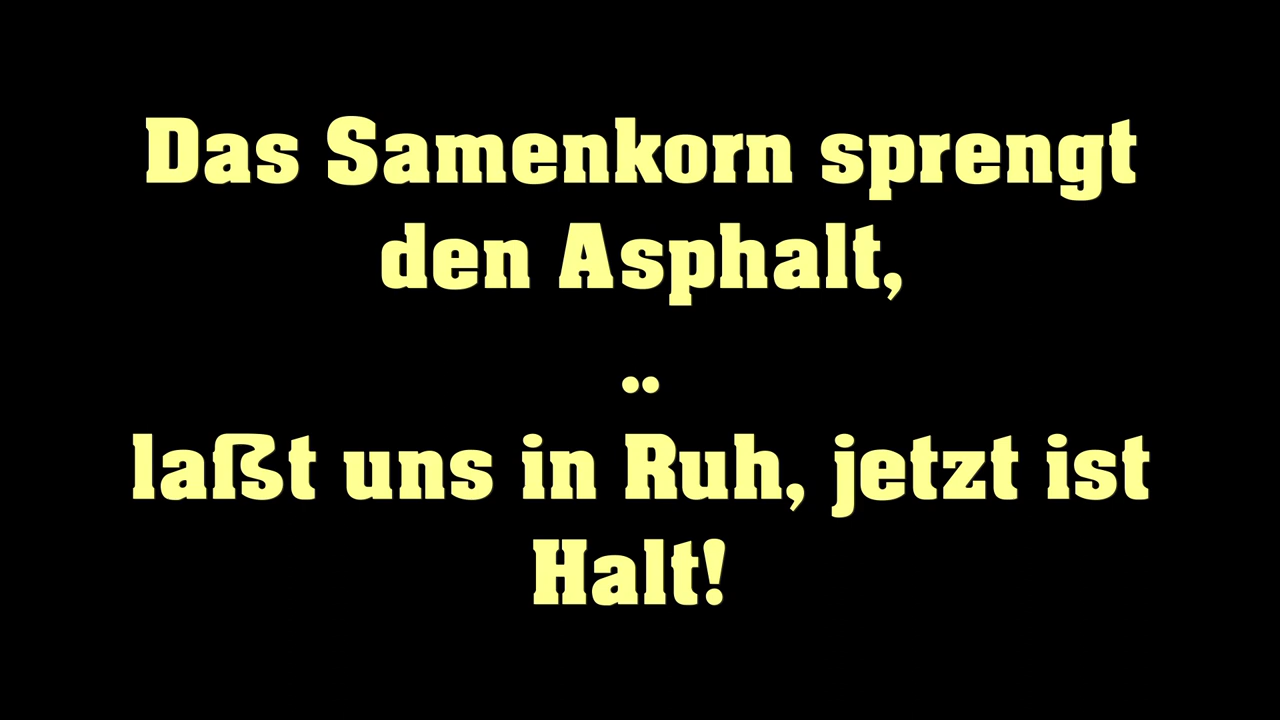 Das Samenkorn sprengt
den Asphalt,
..
laßt uns in Ruh, jetzt ist
Halt!